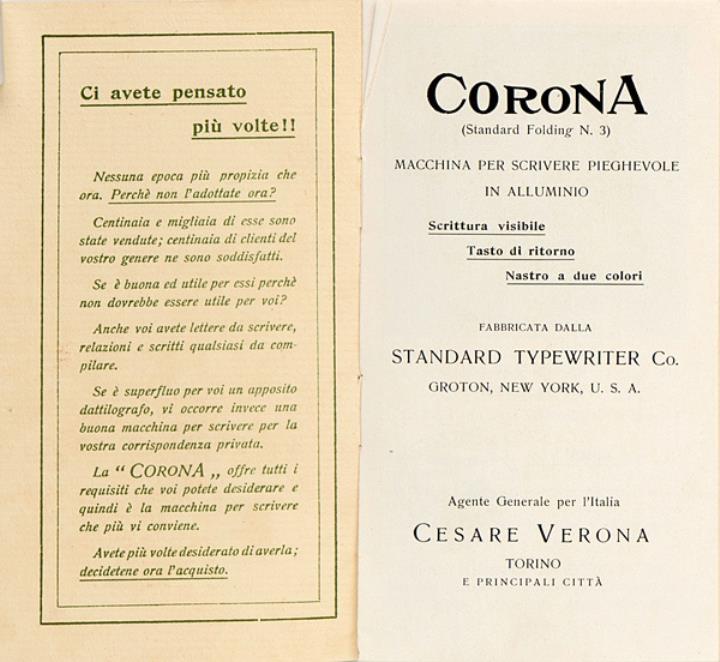 Ci avete pensato
più volte!!
Nessuna epoca più propizia che
ora. Perchè non l'adottate ora?
Centinaia e migliaia di esse sono
state vendute; centinaia di clienti del
vostro genere ne sono soddisfatti.
Se è buona ed utile per essi perchè
non dovrebbe essere utile per voi?
Anche voi avete lettere da scrivere,
relazioni e scritti qualsiasi da com-
pilare.
Se è superfluo per voi un apposito
dattilografo, vi occorre invece una
buona macchina per scrivere per la
vostra corrispondenza privata.
La “ CORONA „ offre tutti i
requisiti che voi potete desiderare e
quindi è la macchina per scrivere
che più vi conviene.
Avete più volte desiderato di averla;
decidetene ora l'acquisto.
CORONA
(Standard Folding N. 3)
MACCHINA PER SCRIVERE PIEGHEVOLE
IN ALLUMINIO
Scrittura visibile
Tasto di ritorno
Nastro a due colori
FABBRICATA DALLA
STANDARD TYPEWRITER Co.
GROTON, NEW YORK, U. S. A.
Agente Generale per l'Italia
CESARE VERONA
TORINO
E PRINCIPALI CITTÀ